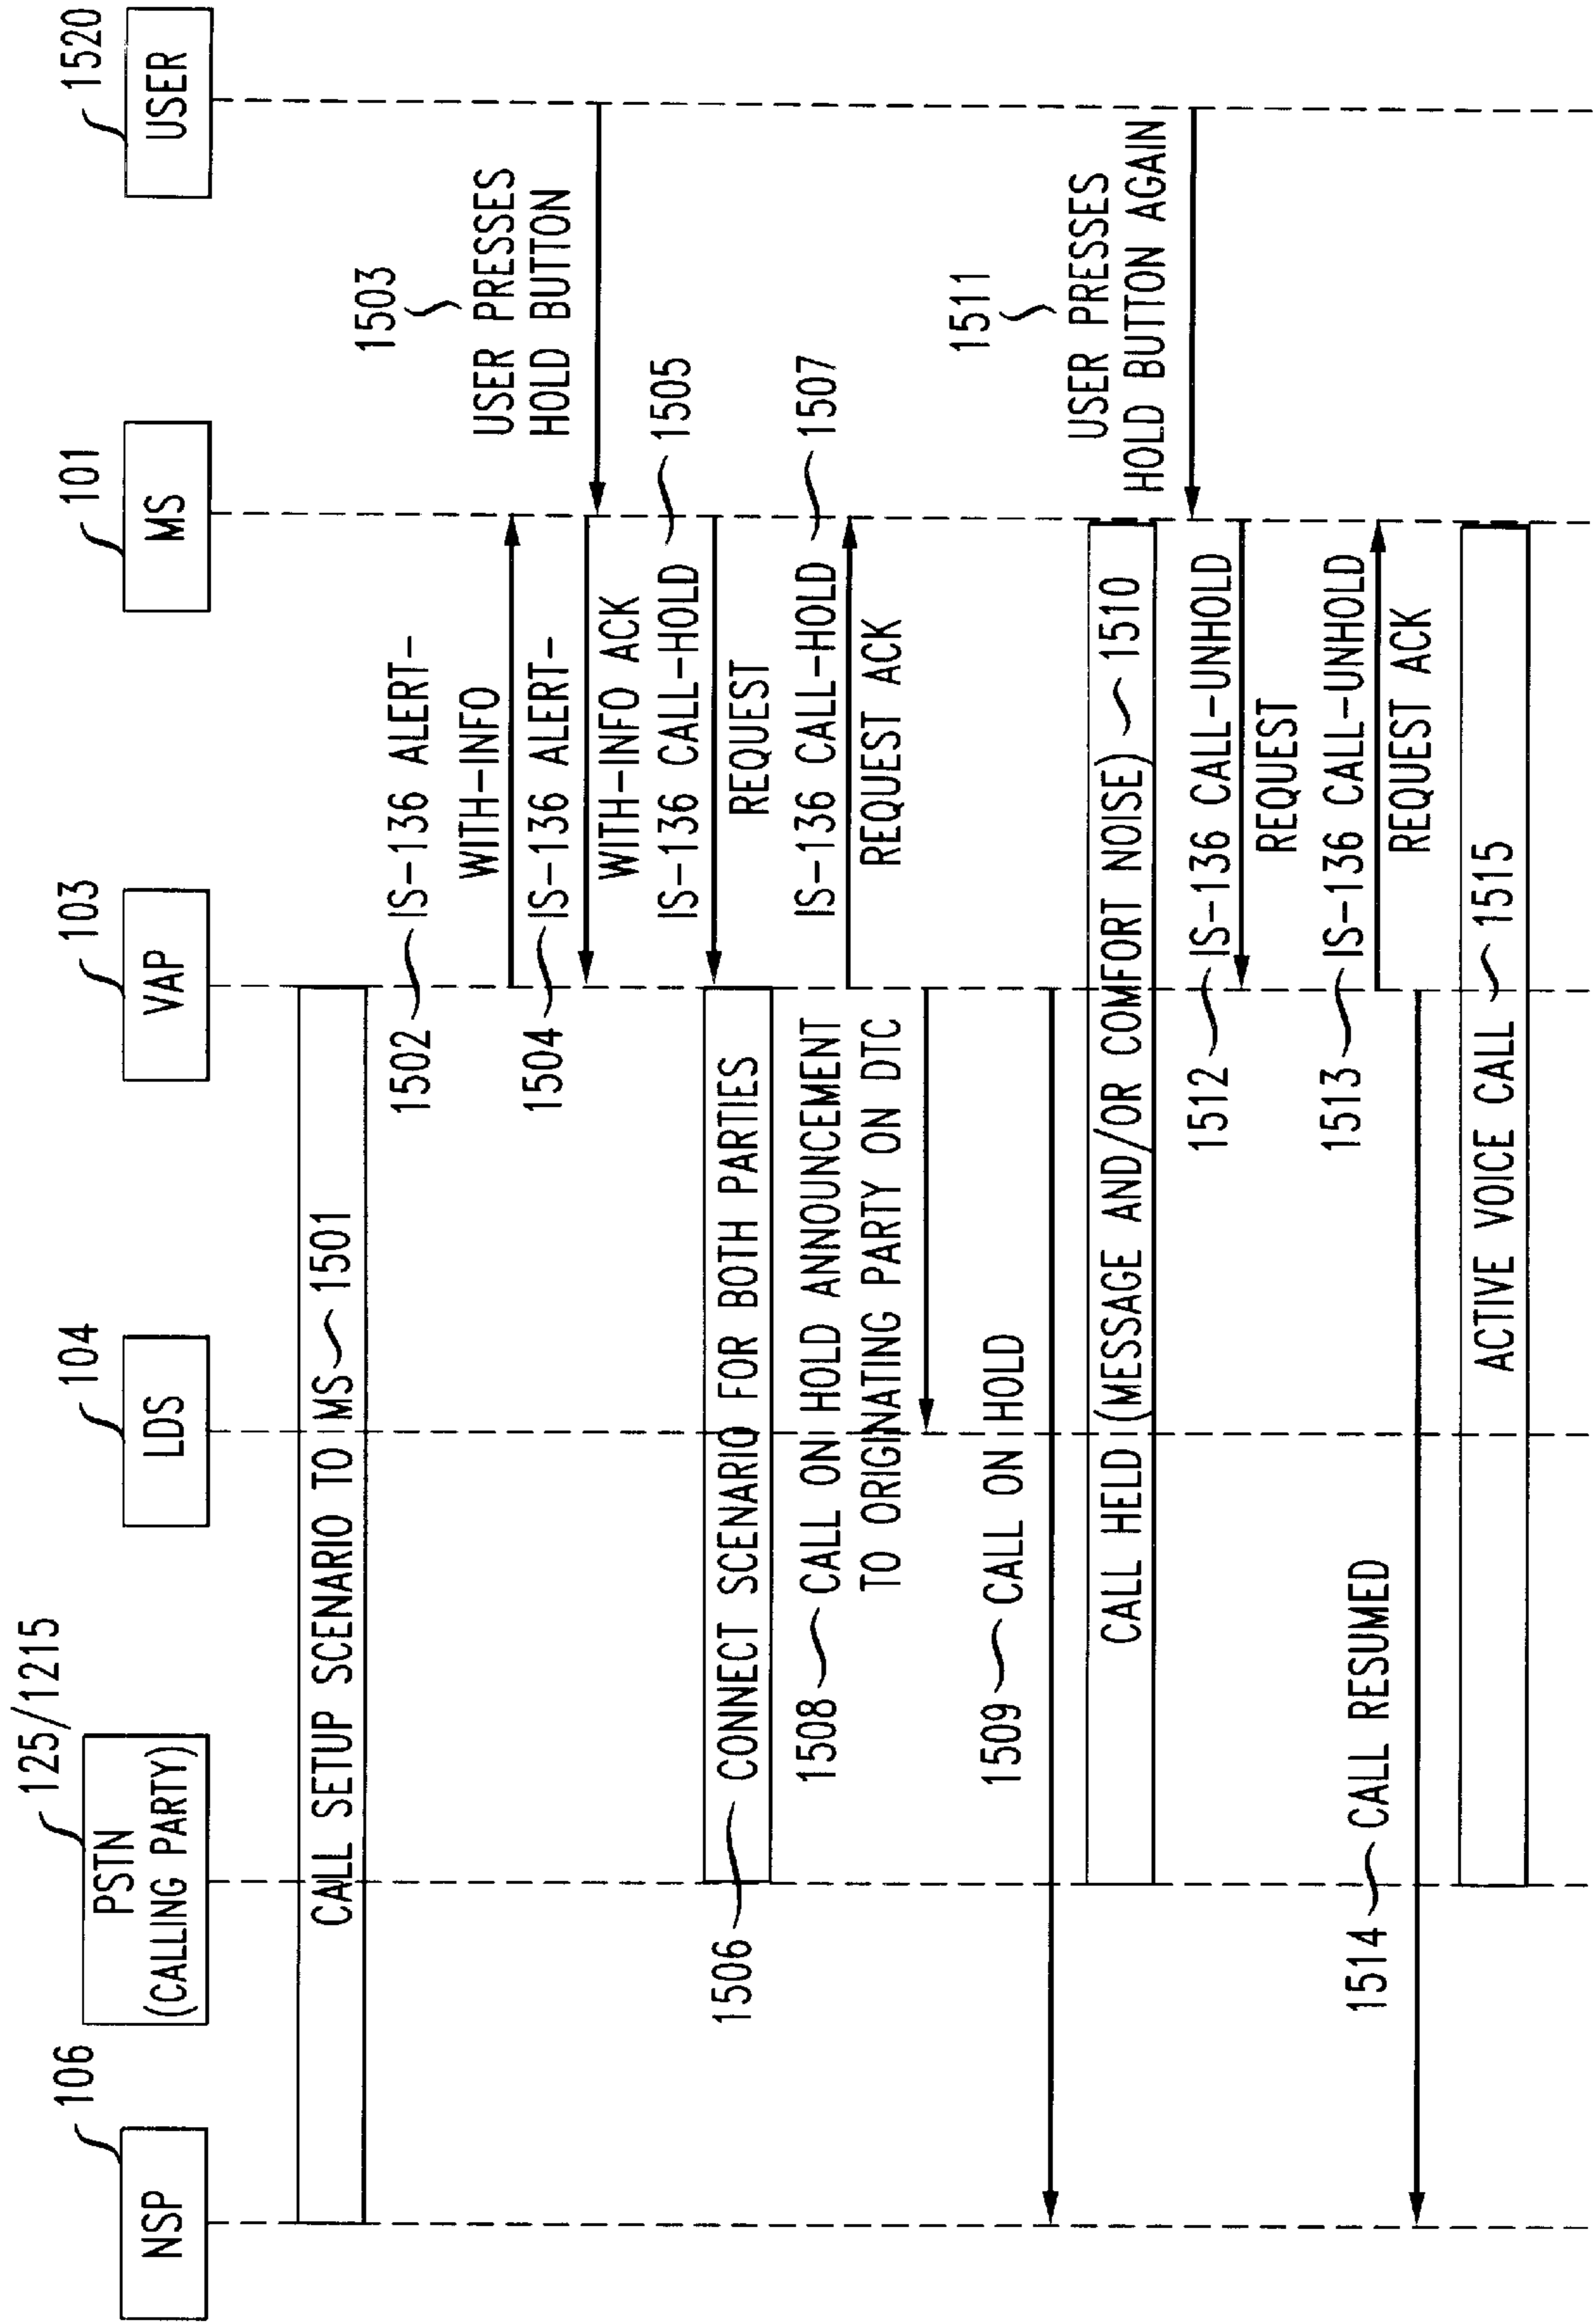 106
NSP
125/1215
PSTN
(CALLING PARTY)
104
LDS
103
VAP
101
MS
1520
USER
CALL SETUP SCENARIO TO MS 1501
1502 IS-136 ALERT-
WITH-INFO
1503
USER PRESSES
HOLD BUTTON
1504 IS-136 ALERT-
WITH-INFO ACK
IS-136 CALL-HOLD 1505
REQUEST
1506 CONNECT SCENARIO FOR BOTH PARTIES
IS-136 CALL-HOLD 1507
REQUEST ACK
1508 CALL ON HOLD ANNOUNCEMENT
TO ORIGINATING PARTY ON DTC
1509 CALL ON HOLD
CALL HELD (MESSAGE AND/OR COMFORT NOISE) 1510
1511
USER PRESSES
HOLD BUTTON AGAIN
1512 IS-136 CALL-UNHOLD
REQUEST
1513 IS-136 CALL-UNHOLD
REQUEST ACK
1514 CALL RESUMED
ACTIVE VOICE CALL 1515